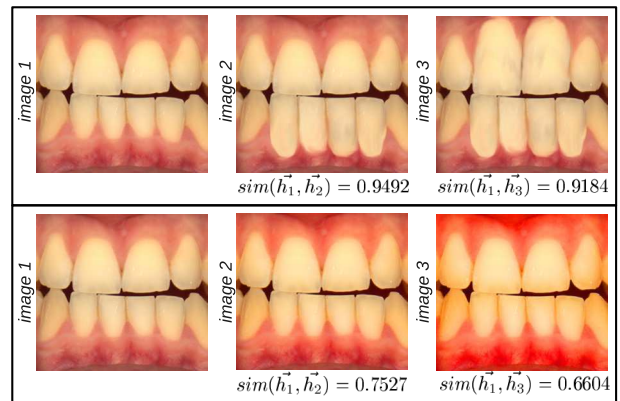 image 1
image 2
image 3
sim(h⃗₁, h⃗₂) = 0.9492
sim(h⃗₁, h⃗₃) = 0.9184
image 1
image 2
image 3
sim(h⃗₁, h⃗₂) = 0.7527
sim(h⃗₁, h⃗₃) = 0.6604